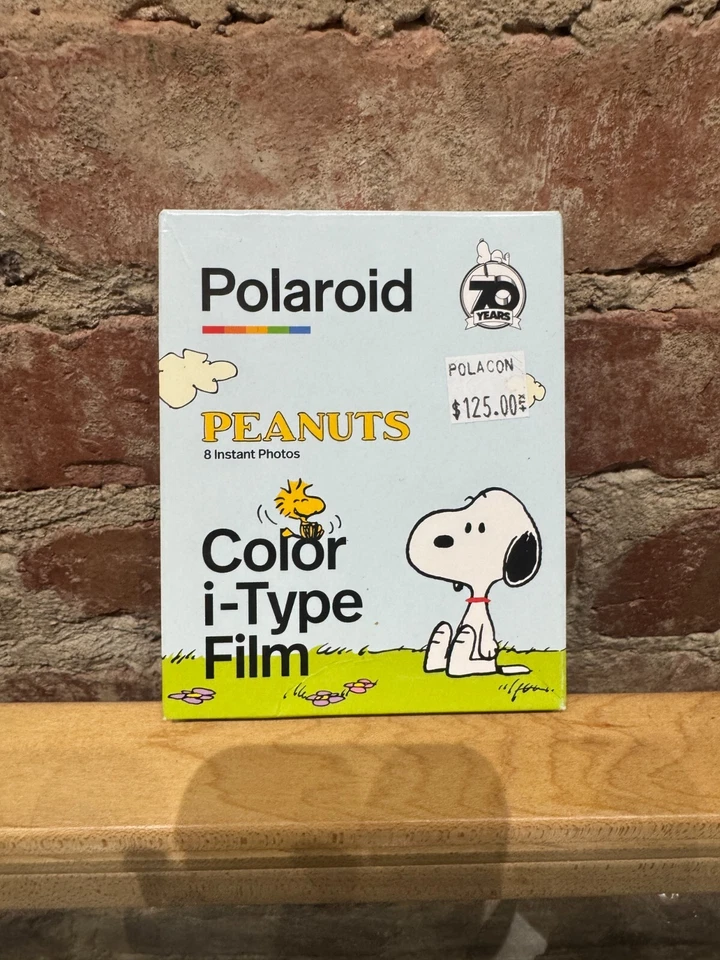 Polaroid
70
YEARS
POLACON
$125.00
PEANUTS
8 Instant Photos
Color
i-Type
Film